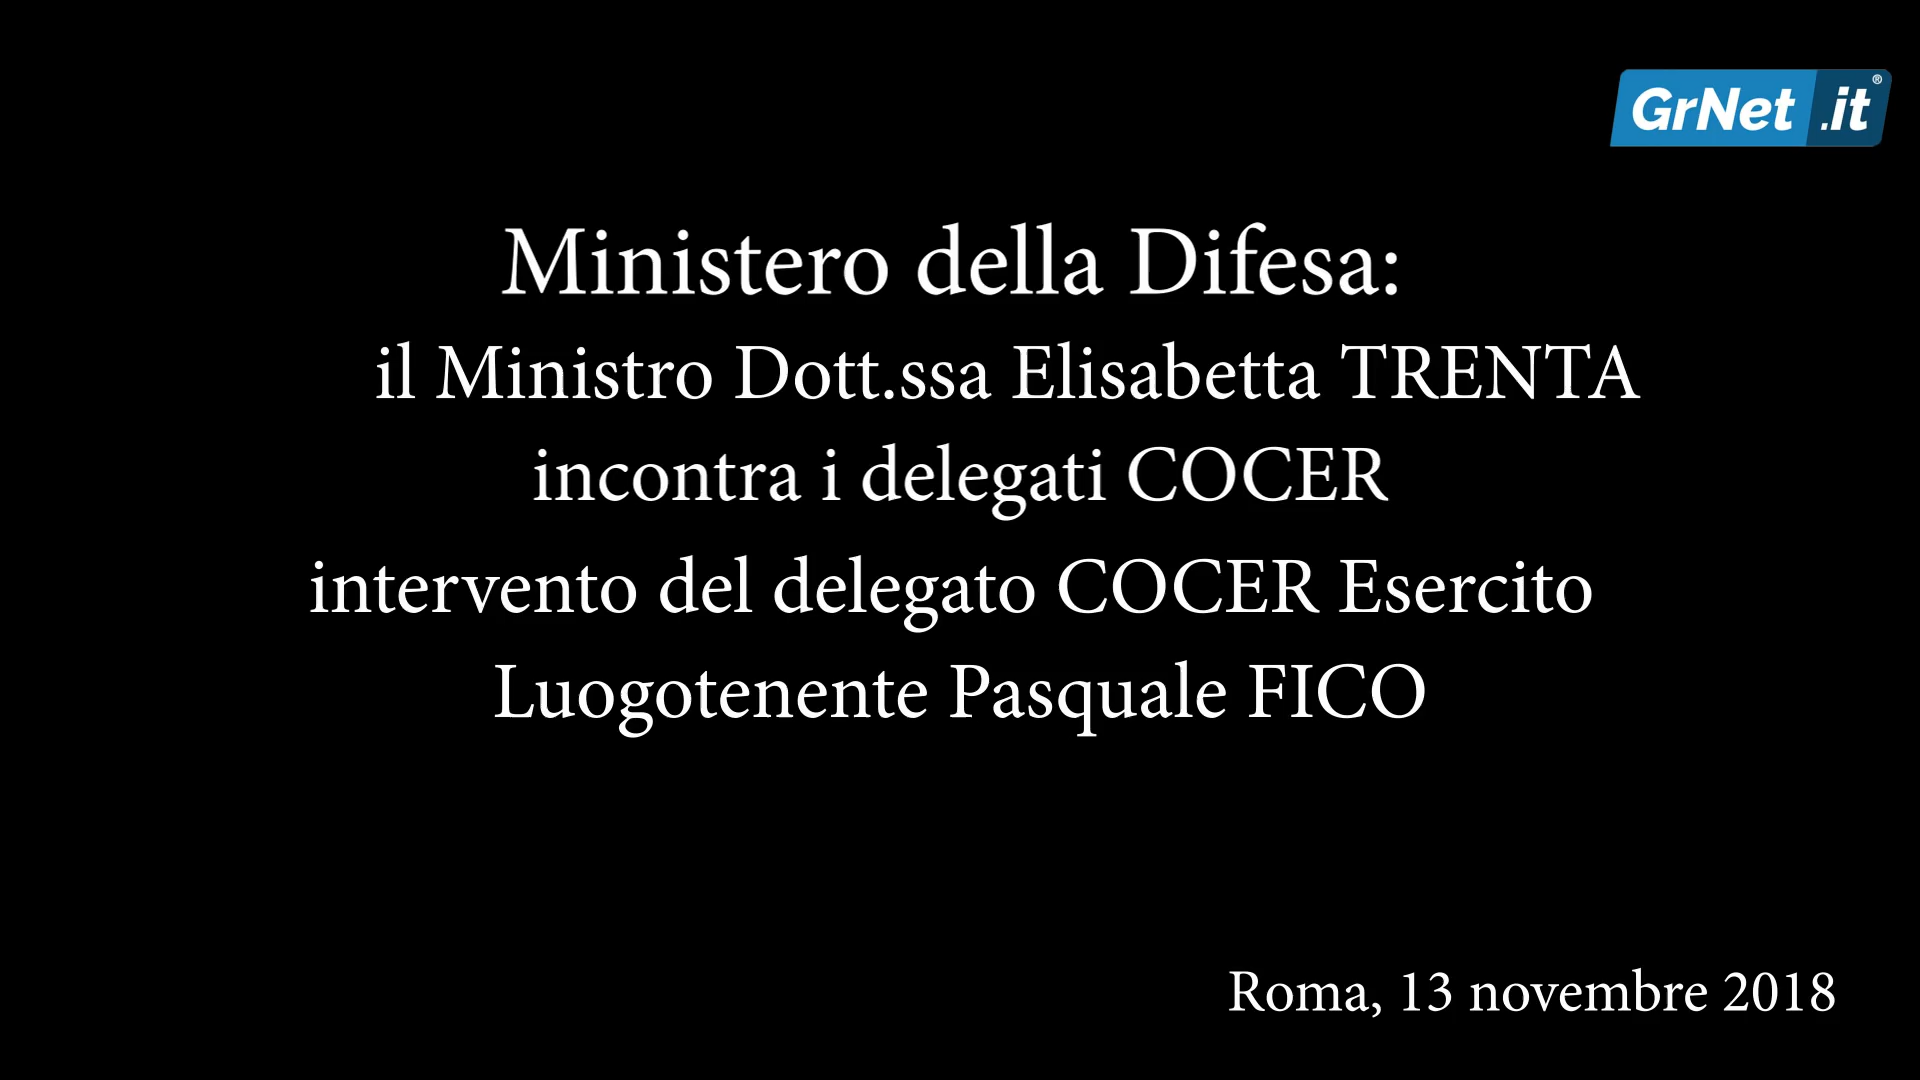 GrNet.it®
Ministero della Difesa:
il Ministro Dott.ssa Elisabetta TRENTA
incontra i delegati COCER
intervento del delegato COCER Esercito
Luogotenente Pasquale FICO
Roma, 13 novembre 2018